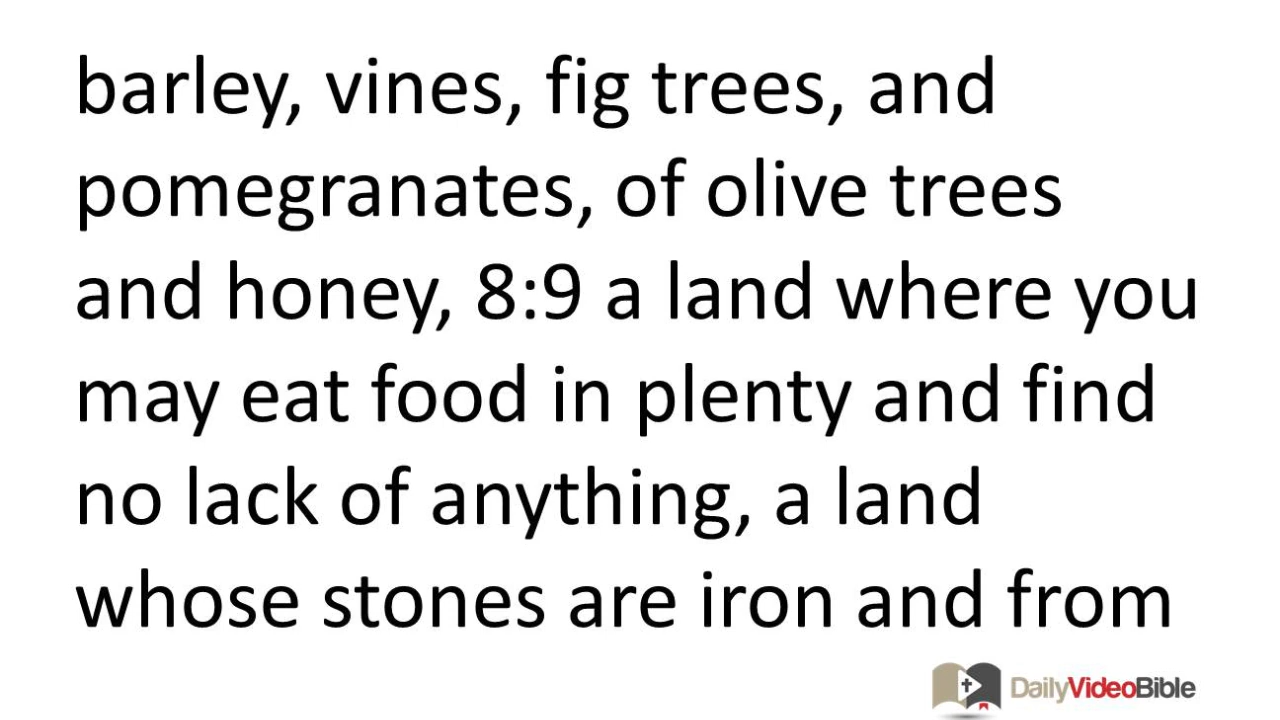 barley, vines, fig trees, and
pomegranates, of olive trees
and honey, 8:9 a land where you
may eat food in plenty and find
no lack of anything, a land
whose stones are iron and from
DailyVideoBible